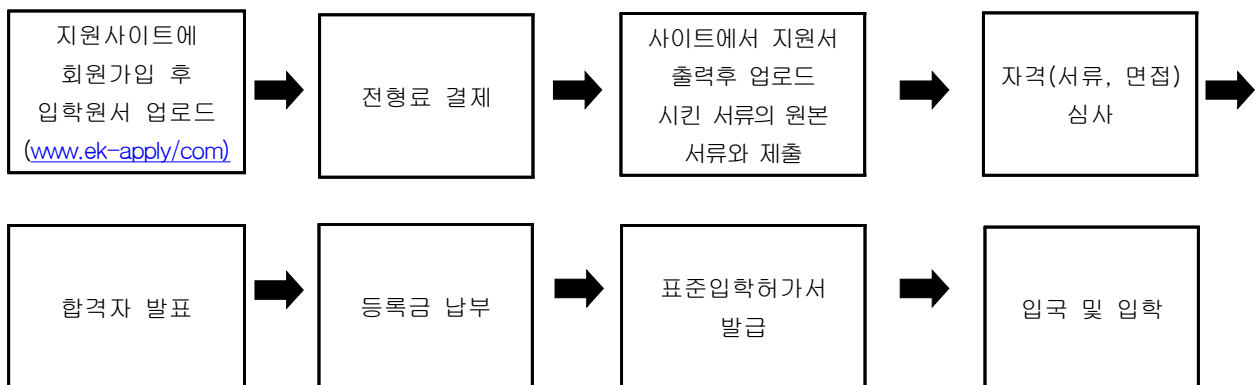 지원사이트에
회원가입 후
입학원서 업로드
(www.ek-apply/com)
전형료 결제
사이트에서 지원서
출력후 업로드
시킨 서류의 원본
서류와 제출
자격(서류, 면접)
심사
합격자 발표
등록금 납부
표준입학허가서
발급
입국 및 입학